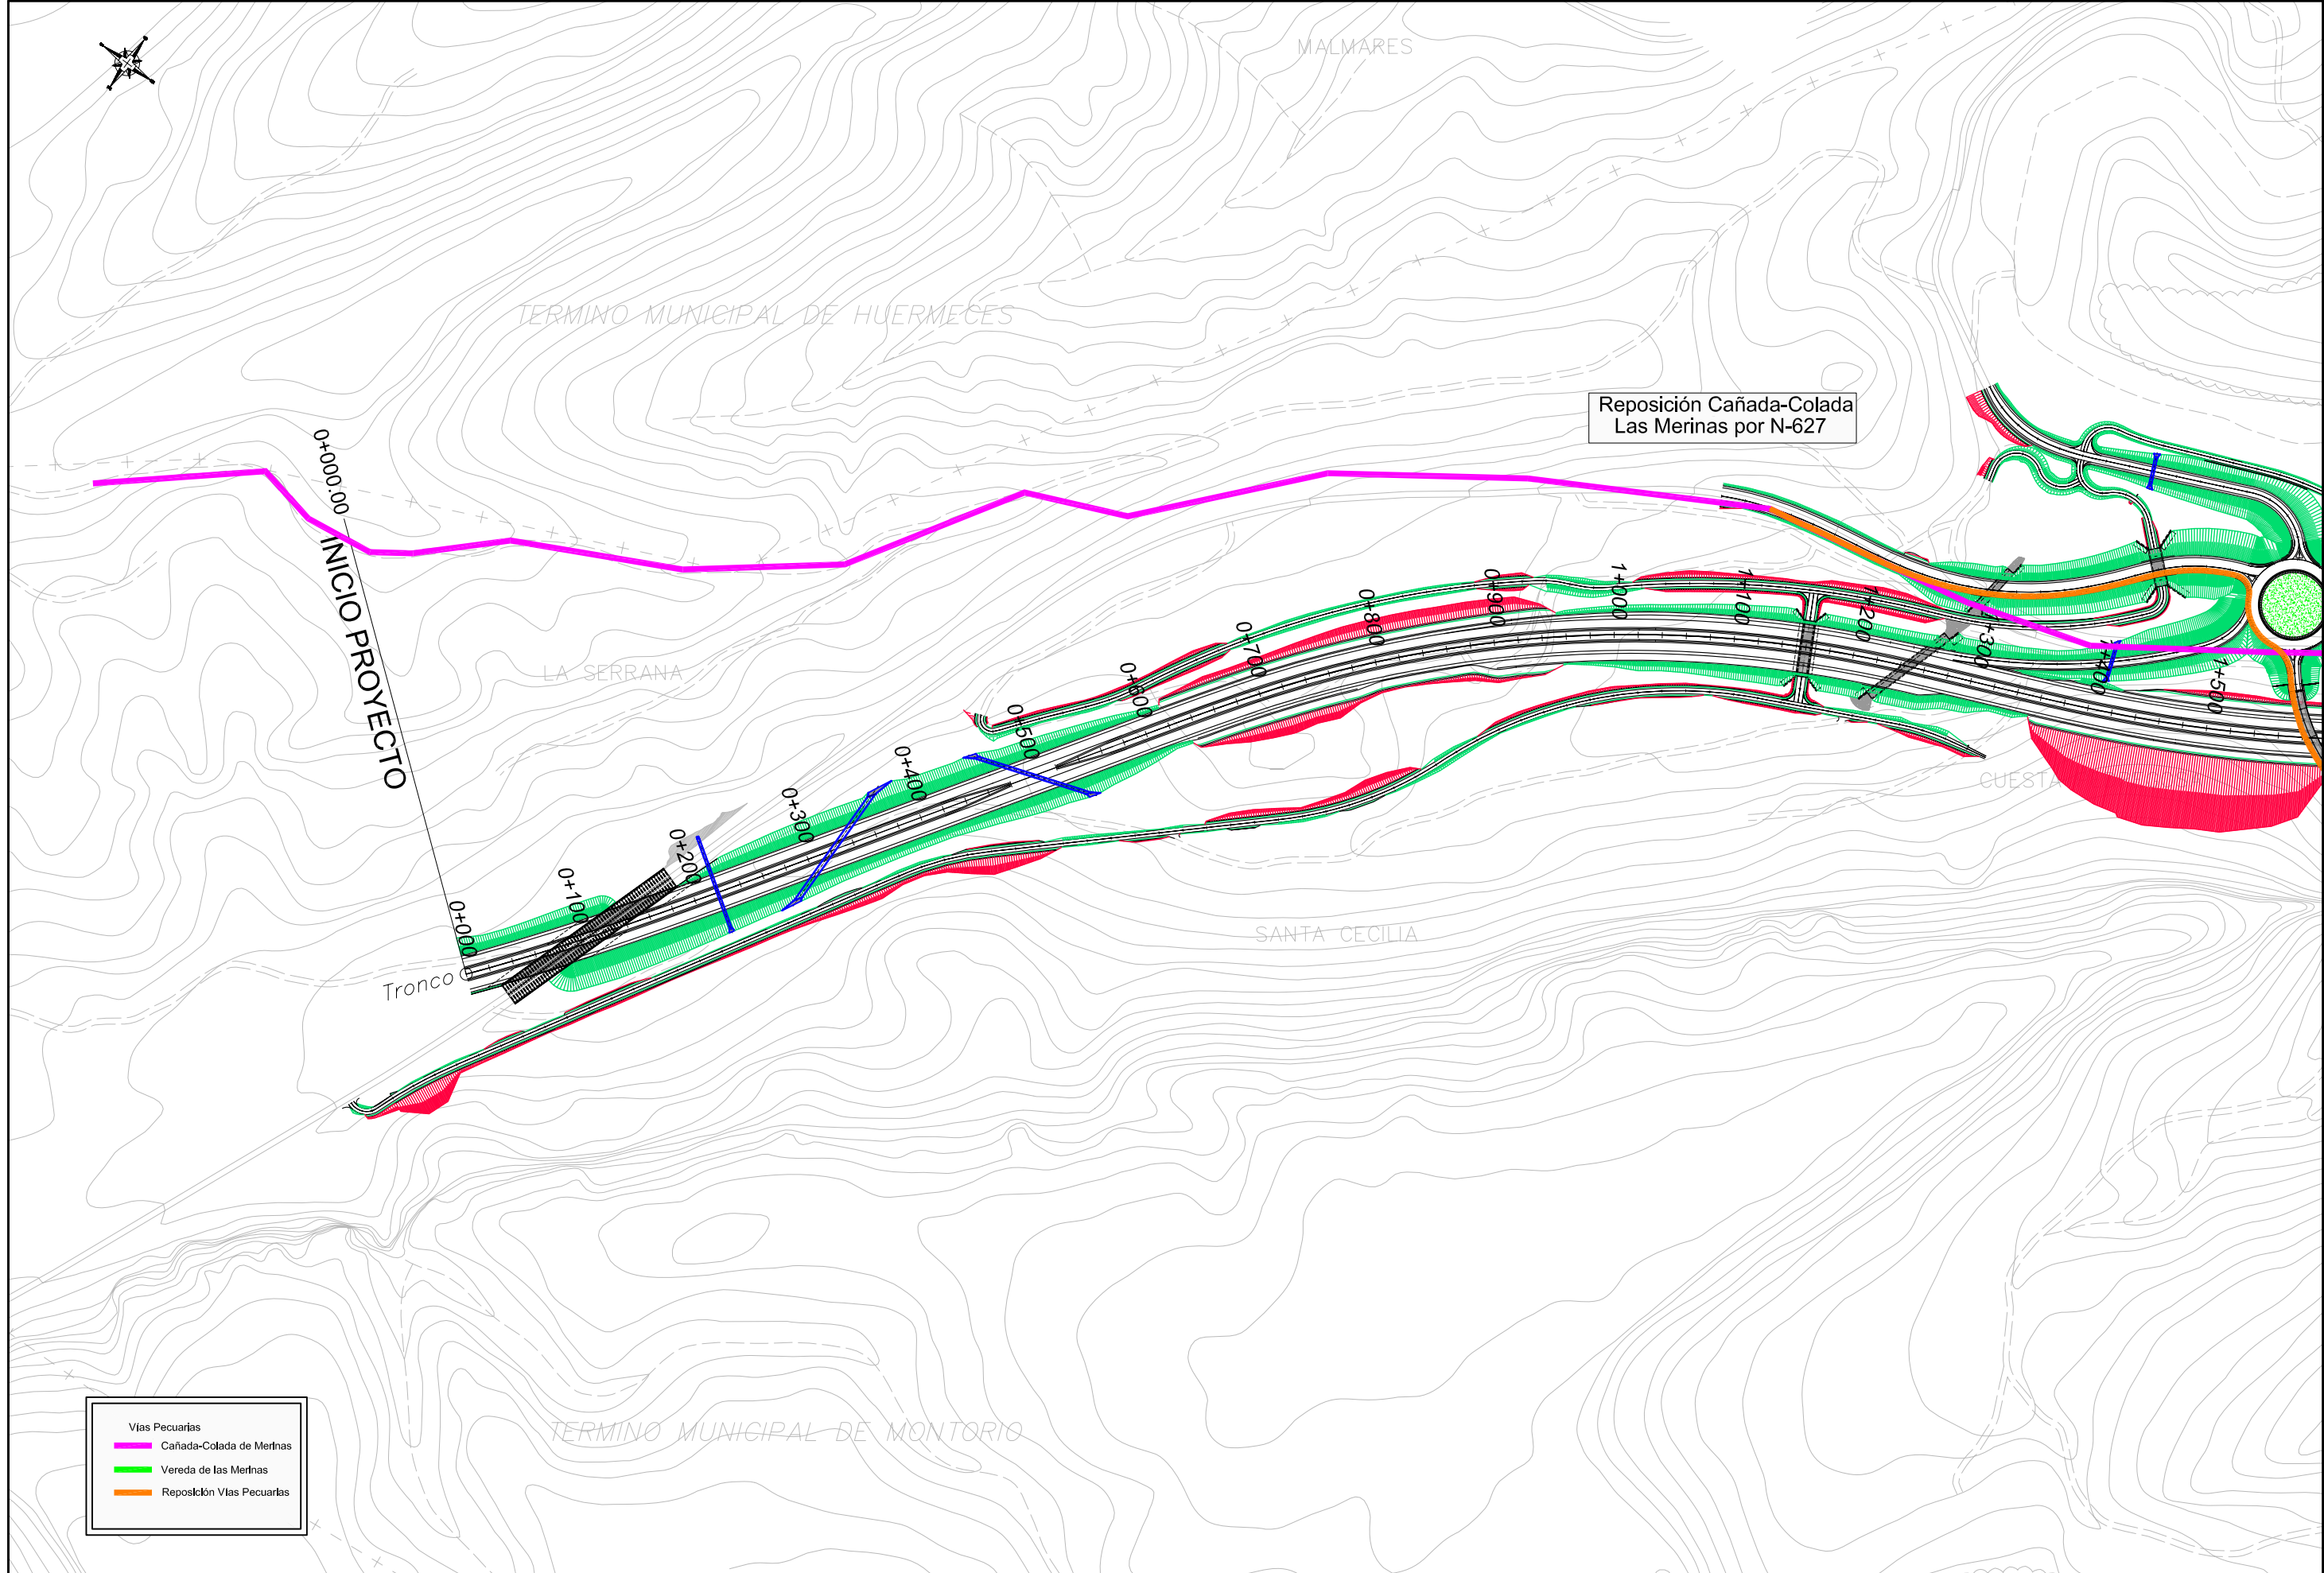 MALMARES
TERMINO MUNICIPAL DE HUERMECES
Reposición Cañada-Colada
Las Merinas por N-627
0+000.00
INICIO PROYECTO
LA SERRANA
0+000
0+100
0+200
0+300
0+400
0+500
0+600
0+700
0+800
0+900
1+000
1+100
1+200
1+300
1+400
1+500
Tronco
CUESTA
SANTA CECILIA
TERMINO MUNICIPAL DE MONTORIO
Vías Pecuarias
Cañada-Colada de Merinas
Vereda de las Merinas
Reposición Vías Pecuarias